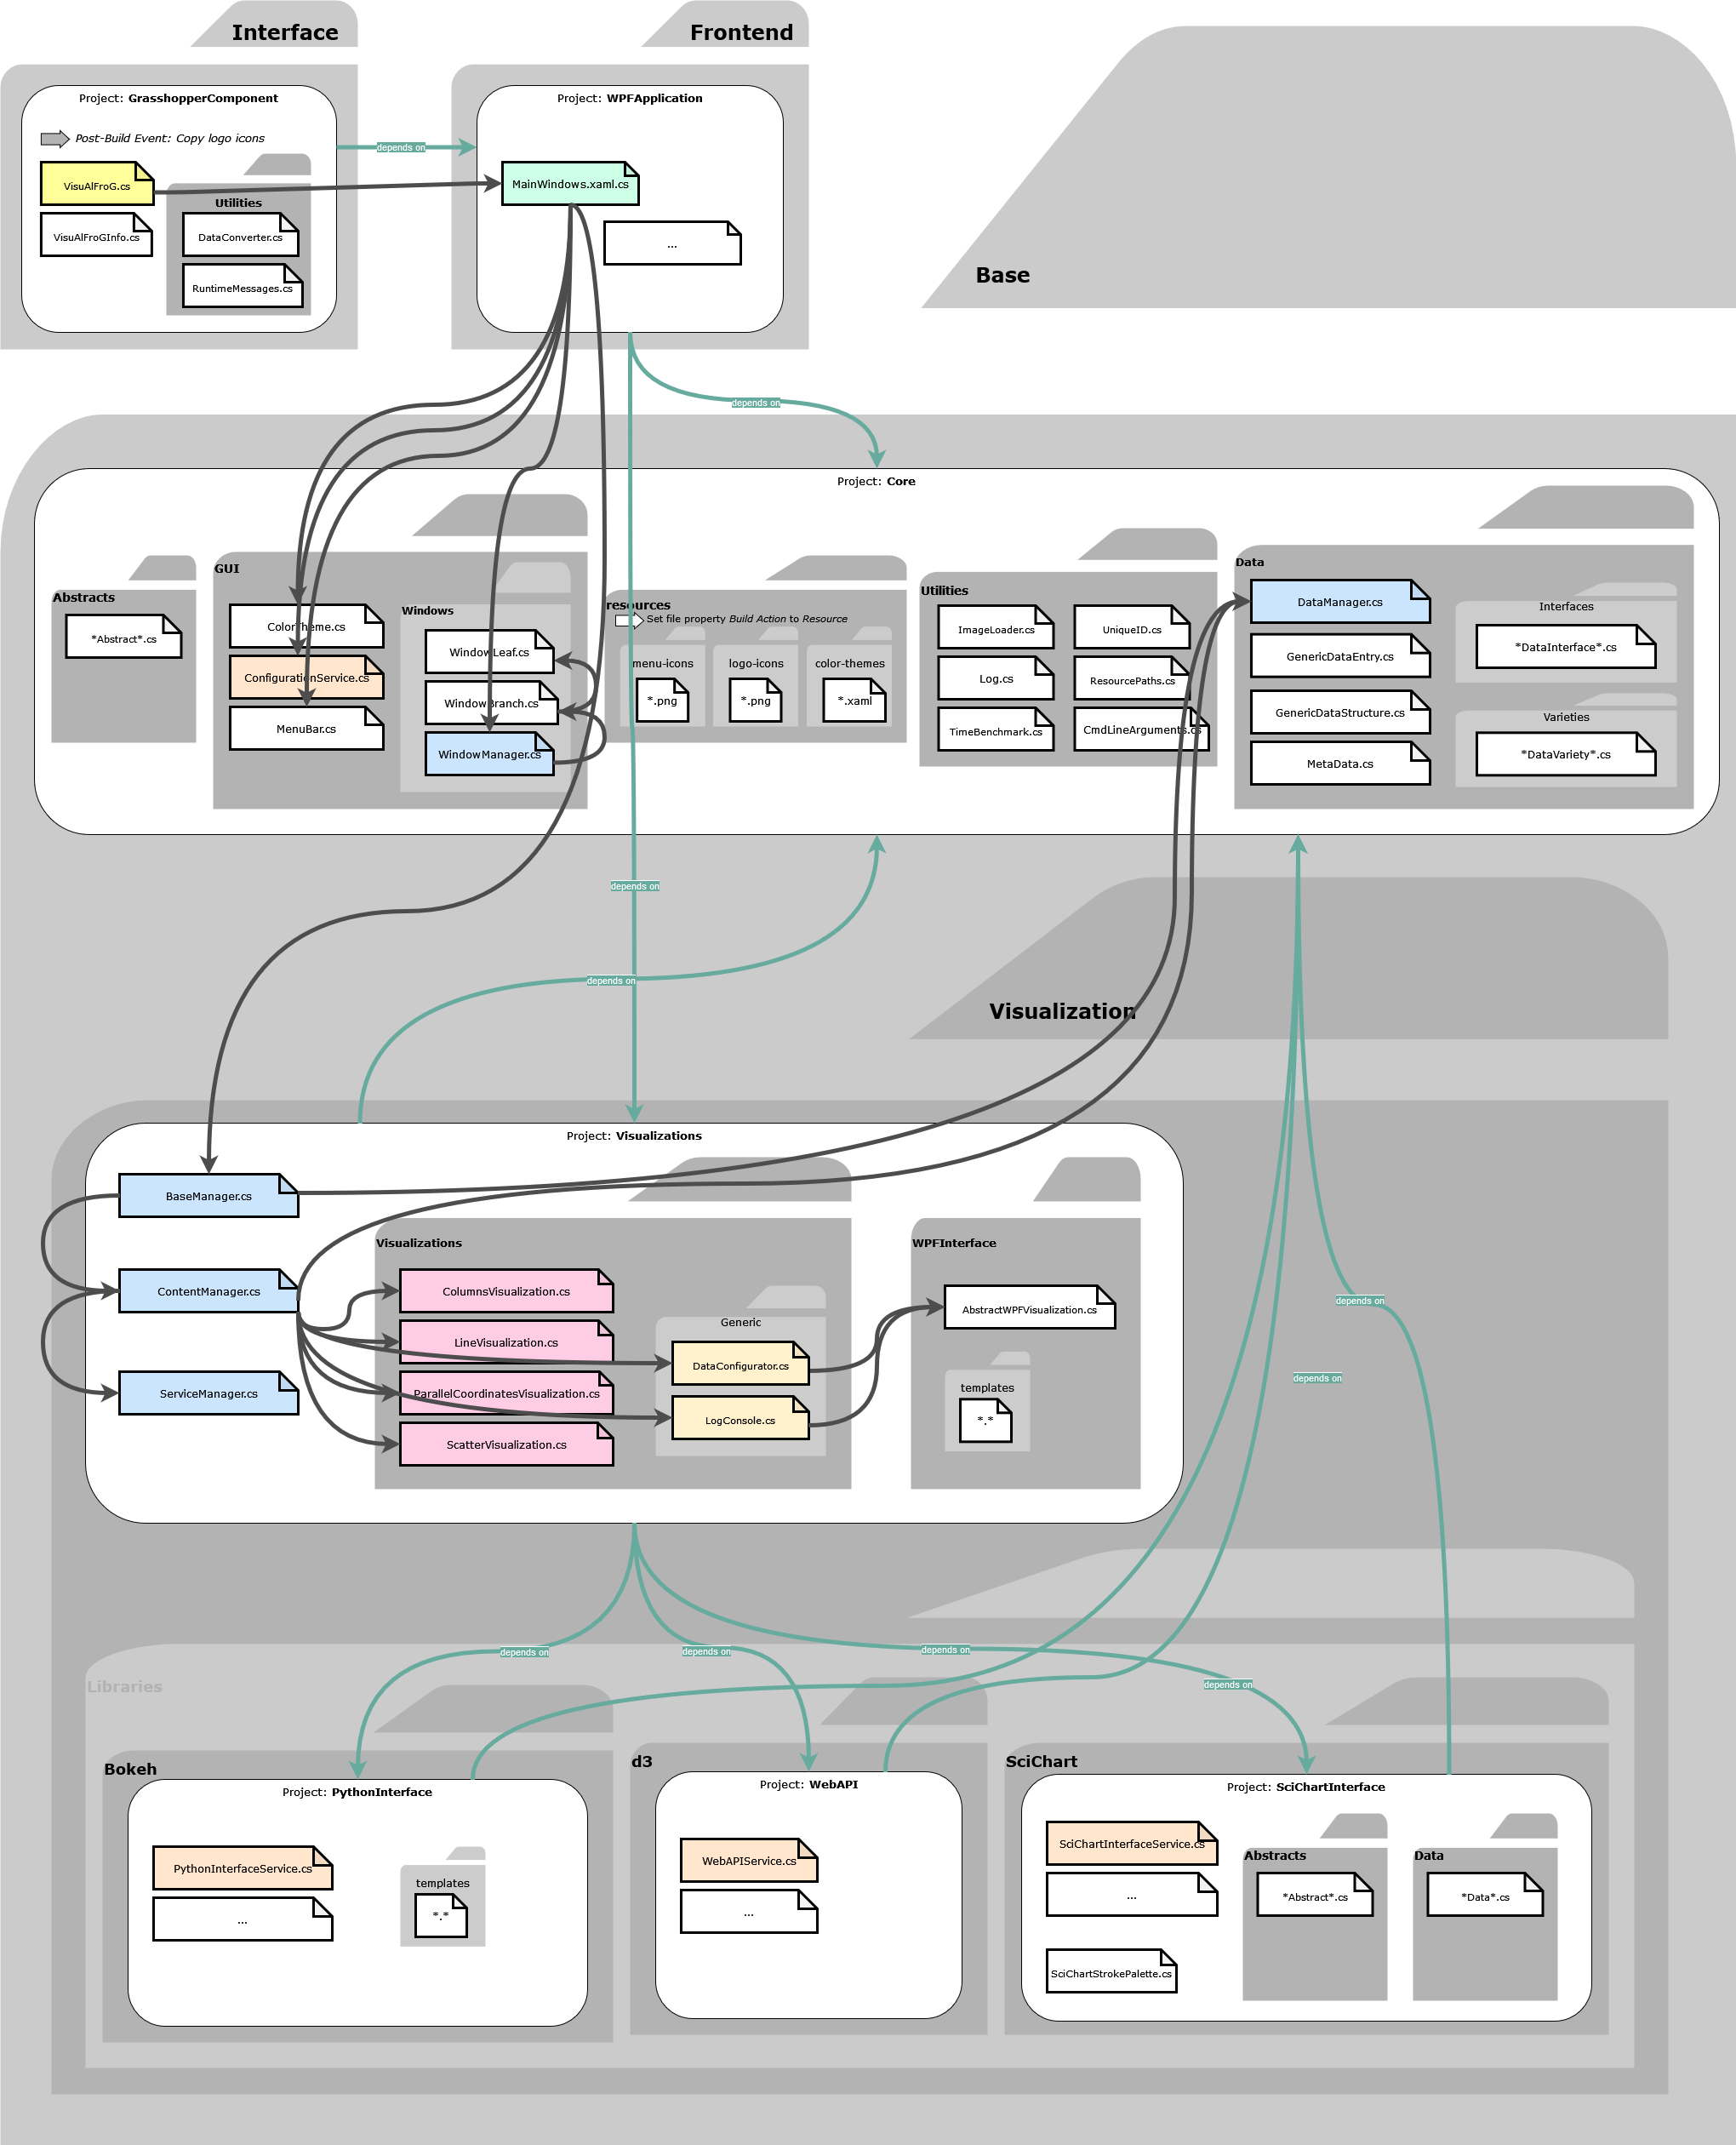 Interface
Frontend
Base
Project: GrasshopperComponent
Post-Build Event: Copy logo icons
VisuAlFroG.cs
VisuAlFroGInfo.cs
Utilities
DataConverter.cs
RuntimeMessages.cs
depends on
Project: WPFApplication
MainWindows.xaml.cs
...
depends on
Project: Core
Abstracts
*Abstract*.cs
GUI
ColorTheme.cs
ConfigurationService.cs
MenuBar.cs
Windows
WindowLeaf.cs
WindowBranch.cs
WindowManager.cs
resources
Set file property Build Action to Resource
menu-icons
*.png
logo-icons
*.png
color-themes
*.xaml
Utilities
ImageLoader.cs
UniqueID.cs
Log.cs
ResourcePaths.cs
TimeBenchmark.cs
CmdLineArguments.cs
Data
DataManager.cs
GenericDataEntry.cs
GenericDataStructure.cs
MetaData.cs
Interfaces
*DataInterface*.cs
Varieties
*DataVariety*.cs
depends on
depends on
Visualization
Project: Visualizations
BaseManager.cs
ContentManager.cs
ServiceManager.cs
Visualizations
ColumnsVisualization.cs
LineVisualization.cs
ParallelCoordinatesVisualization.cs
ScatterVisualization.cs
Generic
DataConfigurator.cs
LogConsole.cs
WPFInterface
AbstractWPFVisualization.cs
templates
*.*
depends on
depends on
depends on
depends on
depends on
depends on
Libraries
Bokeh
Project: PythonInterface
PythonInterfaceService.cs
...
templates
*.*
d3
Project: WebAPI
WebAPIService.cs
...
SciChart
Project: SciChartInterface
SciChartInterfaceService.cs
...
SciChartStrokePalette.cs
Abstracts
*Abstract*.cs
Data
*Data*.cs